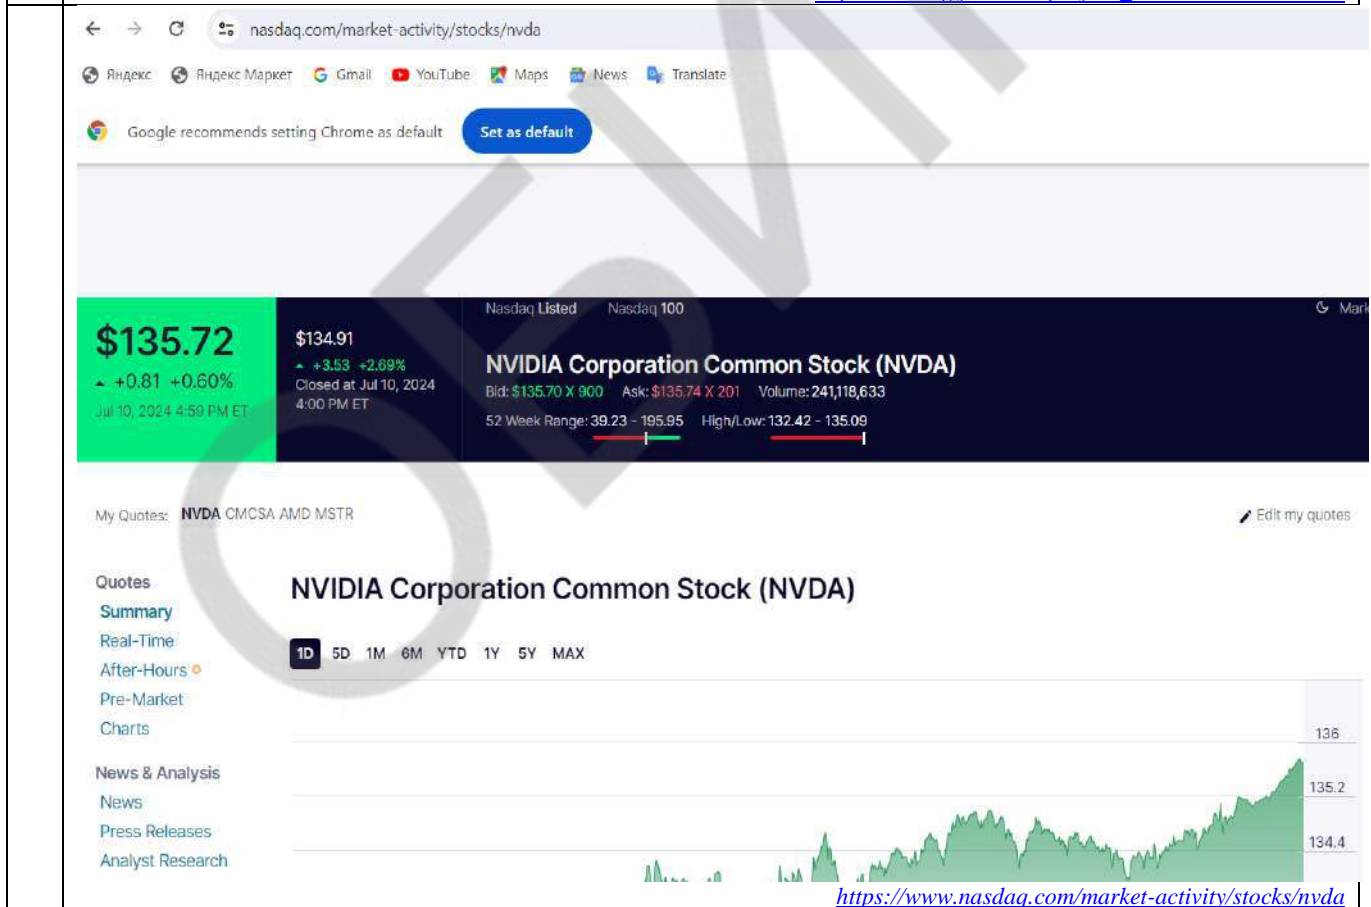 nasdaq.com/market-activity/stocks/nvda
Яндекс Яндекс Маркет Gmail YouTube Maps News Translate
Google recommends setting Chrome as default Set as default
Nasdaq Listed Nasdaq 100
$135.72
+0.81 +0.60%
Jul 10, 2024 4:59 PM ET
$134.91
+3.53 +2.69%
Closed at Jul 10, 2024
4:00 PM ET
NVIDIA Corporation Common Stock (NVDA)
Bid: $135.70 X 900 Ask: $135.74 X 201 Volume: 241,118,633
52 Week Range: 39.23 - 195.95 High/Low: 132.42 - 135.09
My Quotes: NVDA CMCSA AMD MSTR
Edit my quotes
Quotes
Summary
Real-Time
After-Hours
Pre-Market
Charts
News & Analysis
News
Press Releases
Analyst Research
NVIDIA Corporation Common Stock (NVDA)
1D 5D 1M 6M YTD 1Y 5Y MAX
136
135.2
134.4
https://www.nasdaq.com/market-activity/stocks/nvda